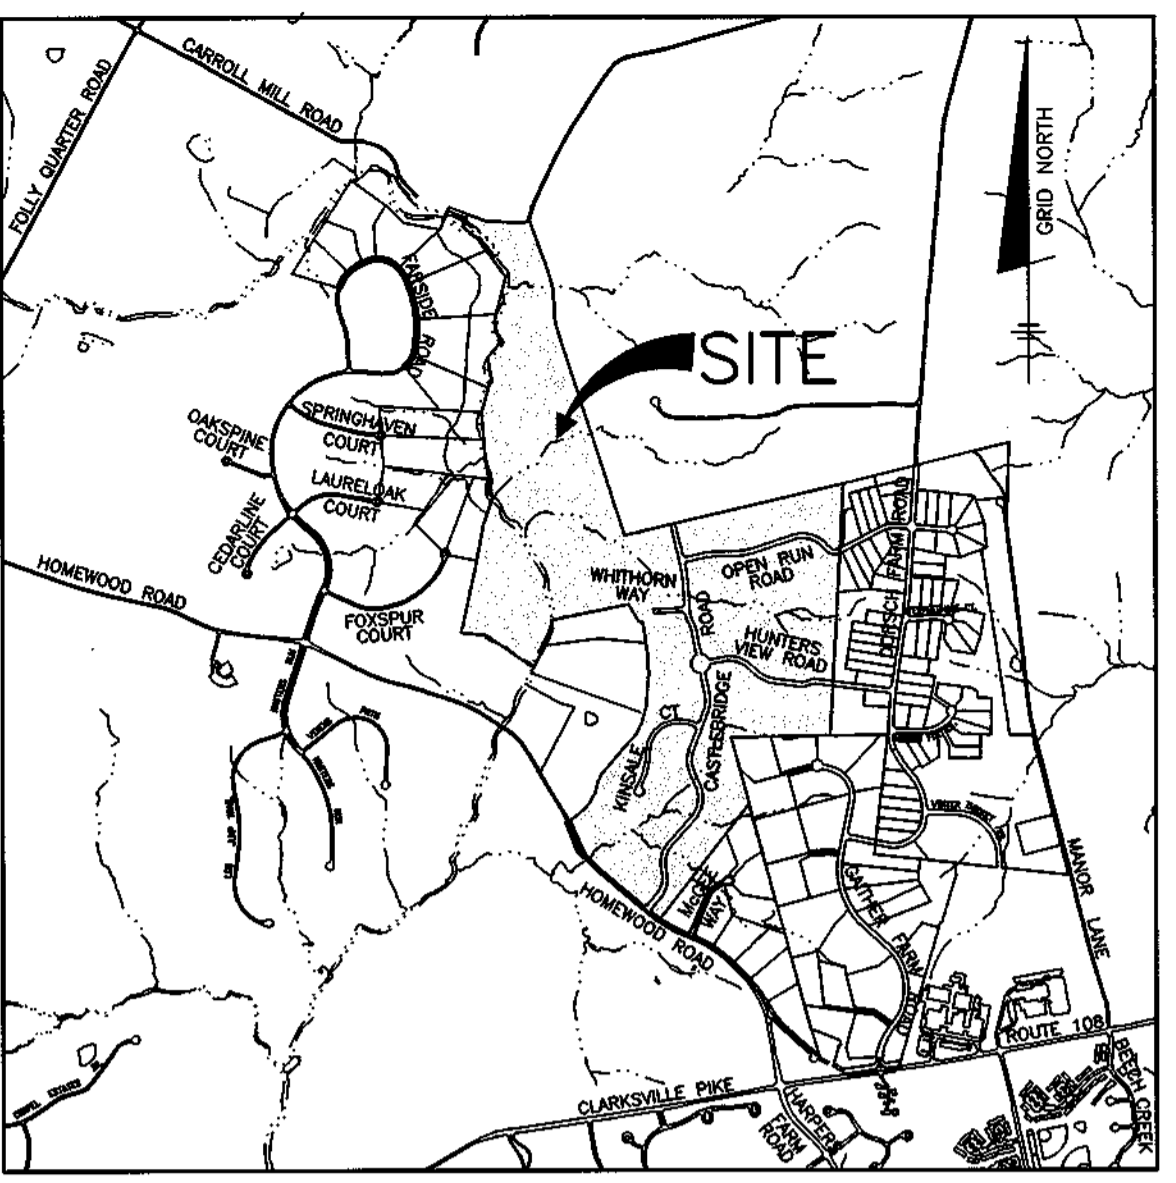 CARROLL MILL ROAD
FOLLY QUARTER ROAD
GRID NORTH
FARSIDE ROAD
SITE
SPRINGHAVEN
COURT
OAKSPINE
COURT
LAURELOAK
COURT
CEDARLINE
COURT
HOMEWOOD ROAD
FOXSPUR
COURT
WHITHORN
WAY
OPEN RUN
ROAD
DORSCH FARM ROAD
HUNTERS
VIEW ROAD
CASTLEBRIDGE ROAD
KINSALE CT
McGEE
WAY
HOMEWOOD ROAD
GAITHER FARM ROAD
MANOR LANE
ROUTE 108
CLARKSVILLE PIKE
HARPERS
FARM
ROAD
BEECH CREEK